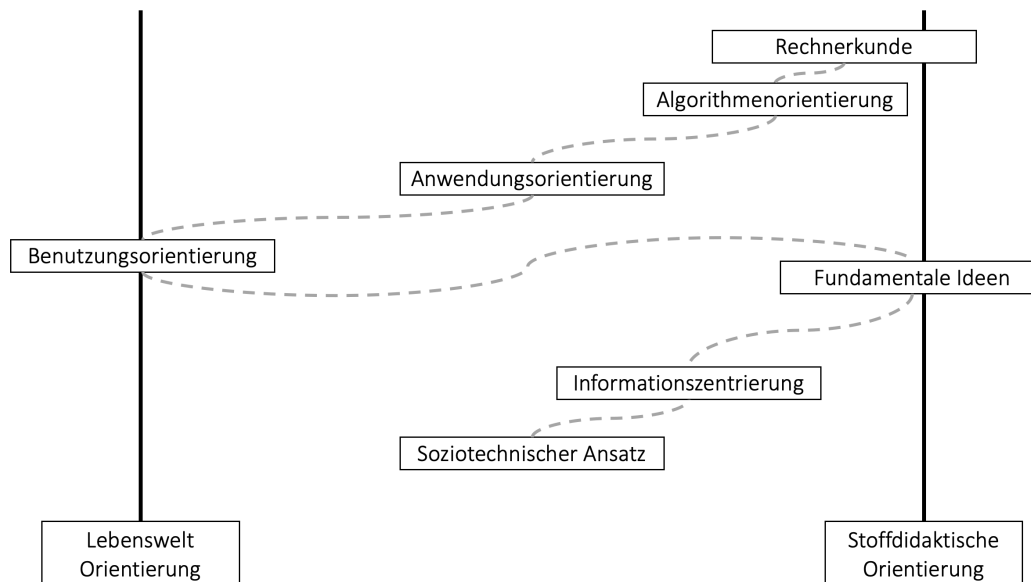 Rechnerkunde
Algorithmenorientierung
Anwendungsorientierung
Benutzungsorientierung
Fundamentale Ideen
Informationszentrierung
Soziotechnischer Ansatz
Lebenswelt
Orientierung
Stoffdidaktische
Orientierung